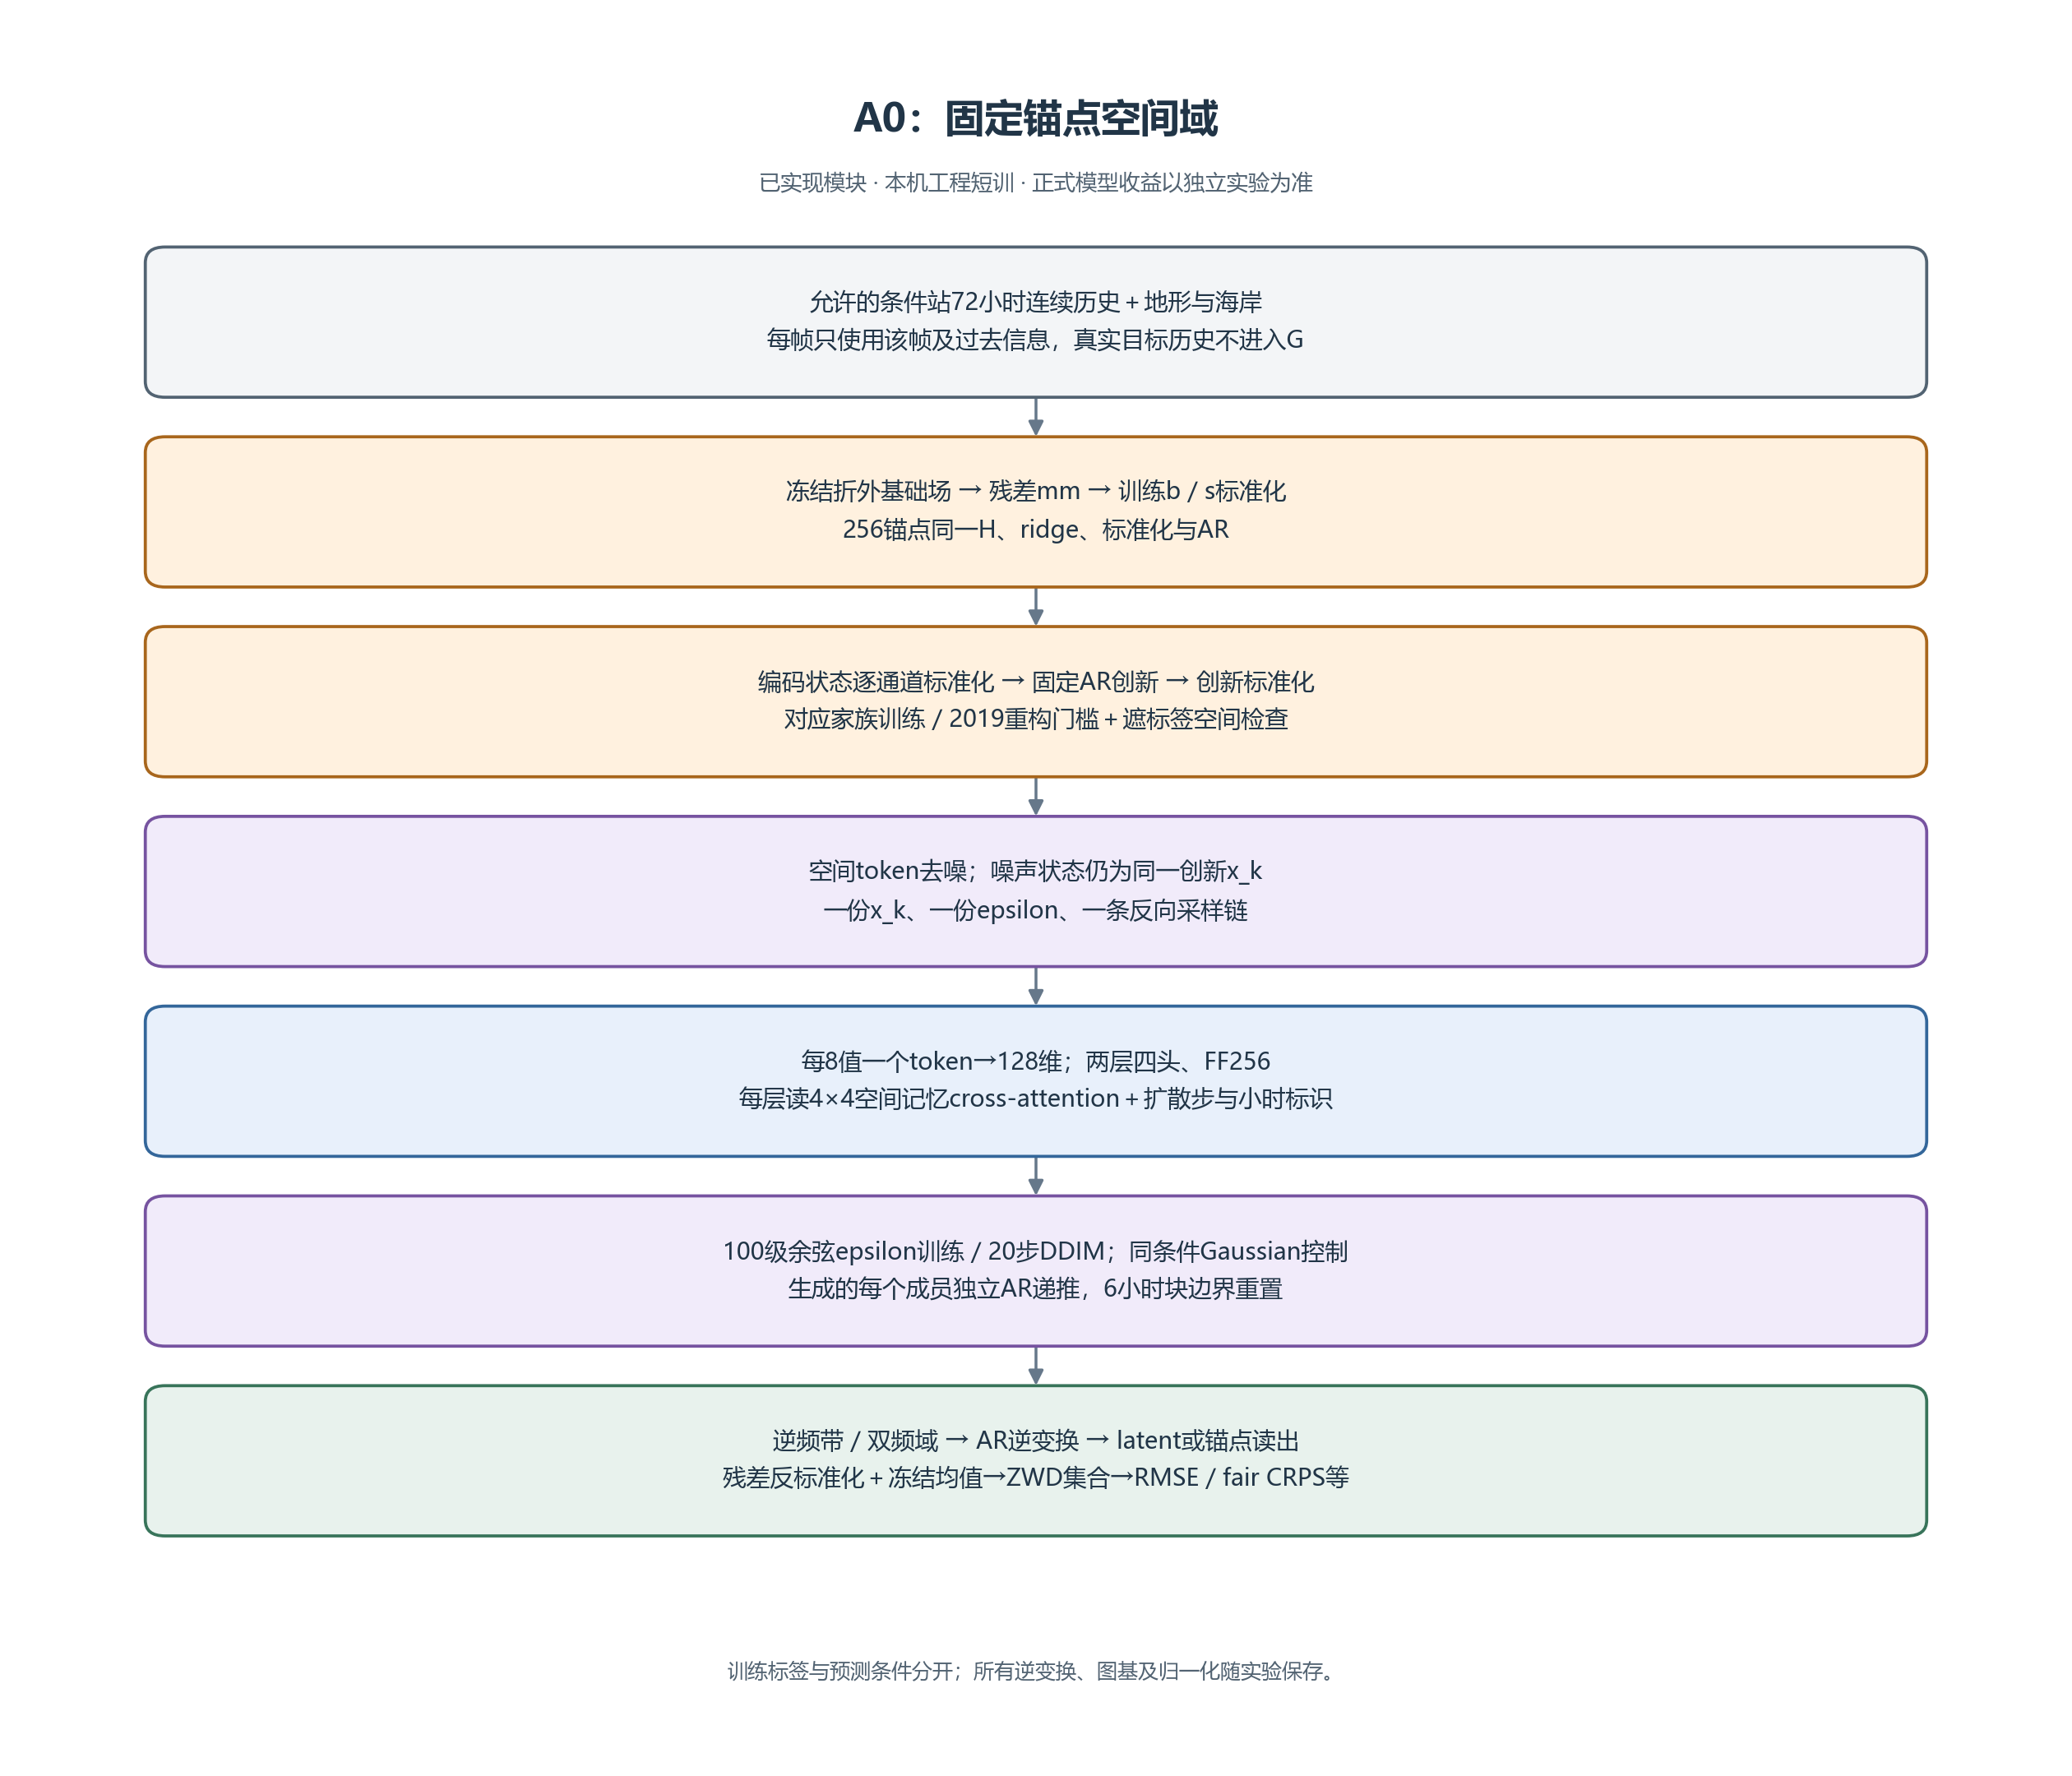 A0：固定锚点空间域
已实现模块 · 本机工程短训 · 正式模型收益以独立实验为准
允许的条件站72小时连续历史＋地形与海岸
每帧只使用该帧及过去信息，真实目标历史不进入G
冻结折外基础场 → 残差mm → 训练b / s标准化
256锚点同一H、ridge、标准化与AR
编码状态逐通道标准化 → 固定AR创新 → 创新标准化
对应家族训练 / 2019重构门槛＋遮标签空间检查
空间token去噪；噪声状态仍为同一创新x_k
一份x_k、一份epsilon、一条反向采样链
每8值一个token→128维；两层四头、FF256
每层读4×4空间记忆cross-attention＋扩散步与小时标识
100级余弦epsilon训练 / 20步DDIM；同条件Gaussian控制
生成的每个成员独立AR递推，6小时块边界重置
逆频带 / 双频域 → AR逆变换 → latent或锚点读出
残差反标准化＋冻结均值→ZWD集合→RMSE / fair CRPS等
训练标签与预测条件分开；所有逆变换、图基及归一化随实验保存。